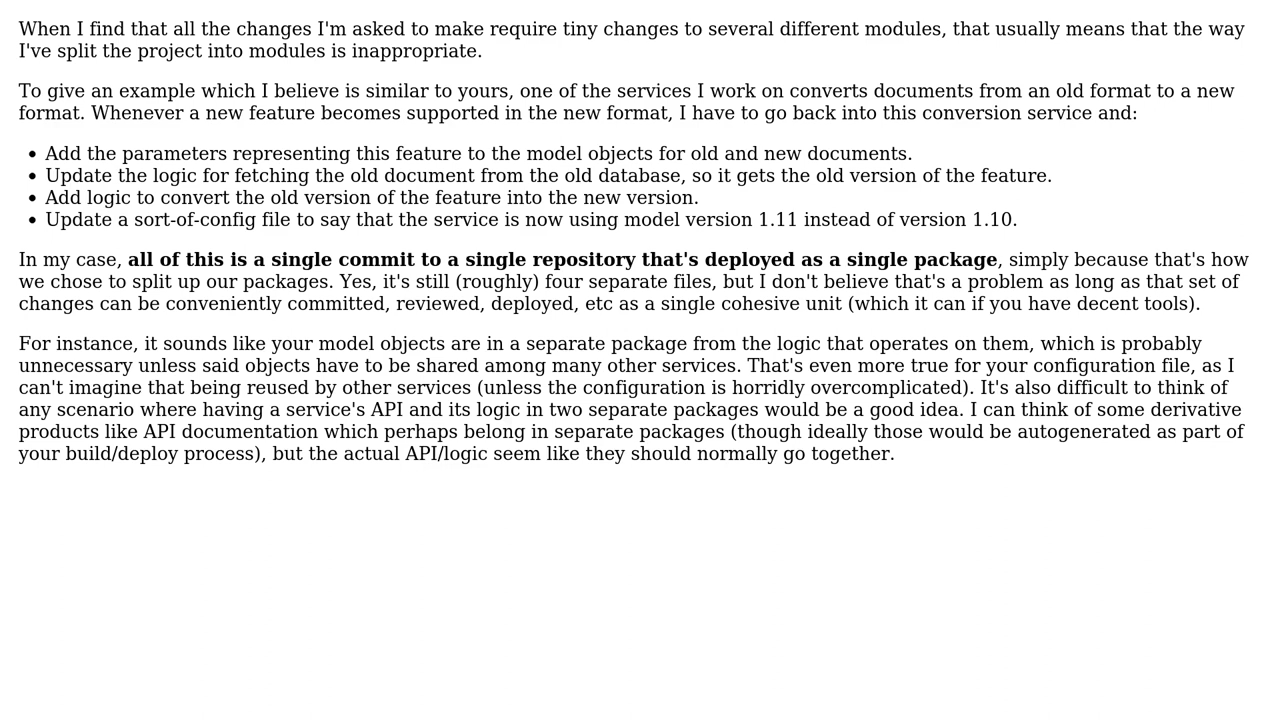 When I find that all the changes I'm asked to make require tiny changes to several different modules, that usually means that the way
I've split the project into modules is inappropriate.
To give an example which I believe is similar to yours, one of the services I work on converts documents from an old format to a new
format. Whenever a new feature becomes supported in the new format, I have to go back into this conversion service and:
• Add the parameters representing this feature to the model objects for old and new documents.
• Update the logic for fetching the old document from the old database, so it gets the old version of the feature.
• Add logic to convert the old version of the feature into the new version.
• Update a sort-of-config file to say that the service is now using model version 1.11 instead of version 1.10.
In my case, all of this is a single commit to a single repository that's deployed as a single package, simply because that's how
we chose to split up our packages. Yes, it's still (roughly) four separate files, but I don't believe that's a problem as long as that set of
changes can be conveniently committed, reviewed, deployed, etc as a single cohesive unit (which it can if you have decent tools).
For instance, it sounds like your model objects are in a separate package from the logic that operates on them, which is probably
unnecessary unless said objects have to be shared among many other services. That's even more true for your configuration file, as I
can't imagine that being reused by other services (unless the configuration is horridly overcomplicated). It's also difficult to think of
any scenario where having a service's API and its logic in two separate packages would be a good idea. I can think of some derivative
products like API documentation which perhaps belong in separate packages (though ideally those would be autogenerated as part of
your build/deploy process), but the actual API/logic seem like they should normally go together.